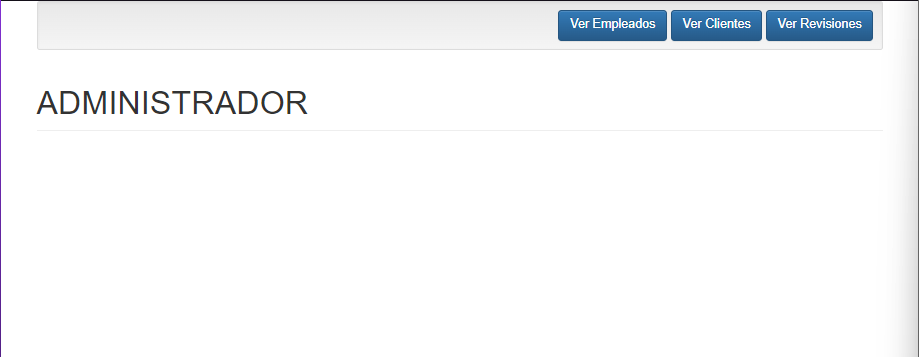 Ver Empleados Ver Clientes Ver Revisiones
ADMINISTRADOR